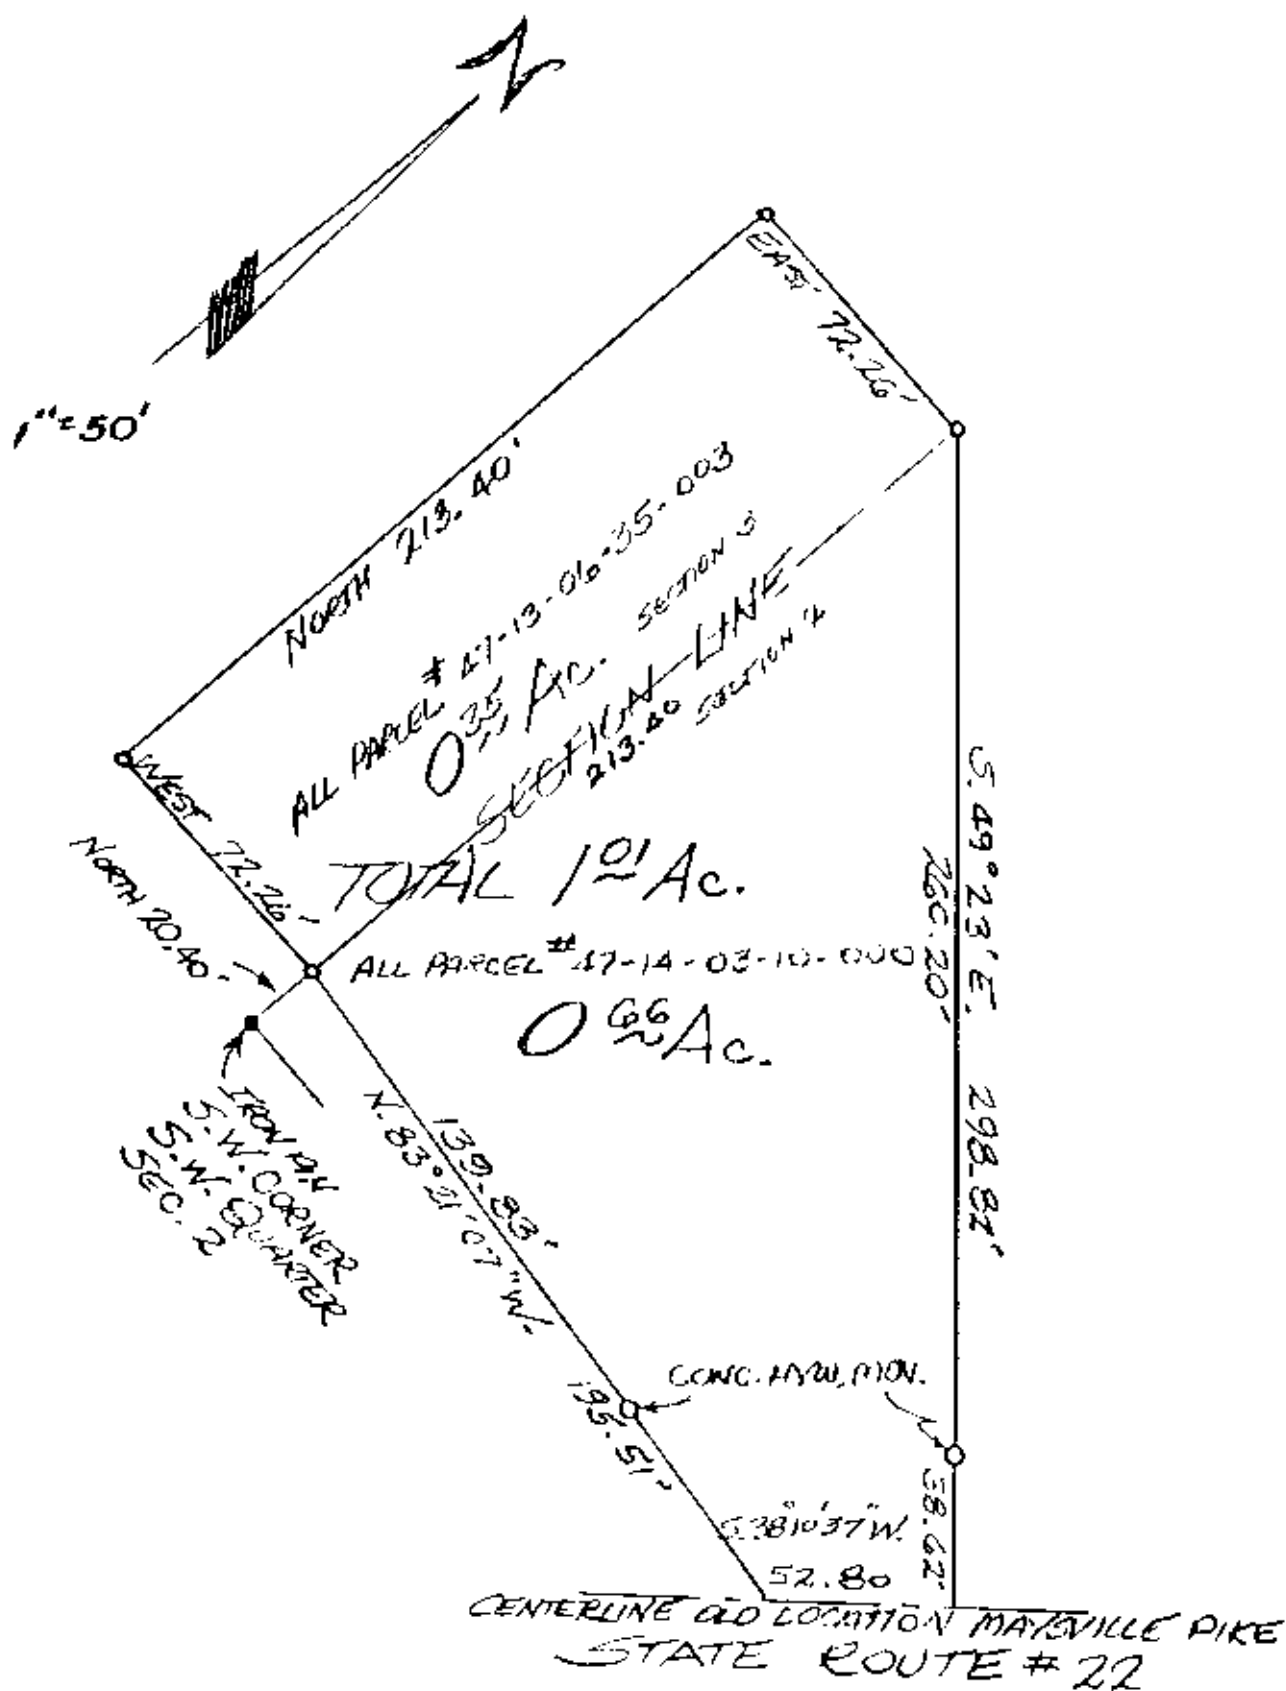 N
1"=50'
EAST 72.26'
NORTH 213.40'
ALL PARCEL # 47-13-06-35-003
0.35 Ac.
SECTION 3
SECTION LINE
213.40
SECTION 2
WEST 72.26'
NORTH 20.40
TOTAL 1.01 Ac.
ALL PARCEL # 47-14-03-10-000
0.66 Ac.
S. 49° 23' E. 298.82'
260.20'
IRON PIN
S.W. CORNER
S.W. QUARTER
SEC. 2
139.83'
N. 83° 21' 07" W.
195.51'
CONC. HYW. MON.
38.62'
S.38°10'37"W.
52.80
CENTERLINE OLD LOCATION MAYSVILLE PIKE
STATE ROUTE # 22